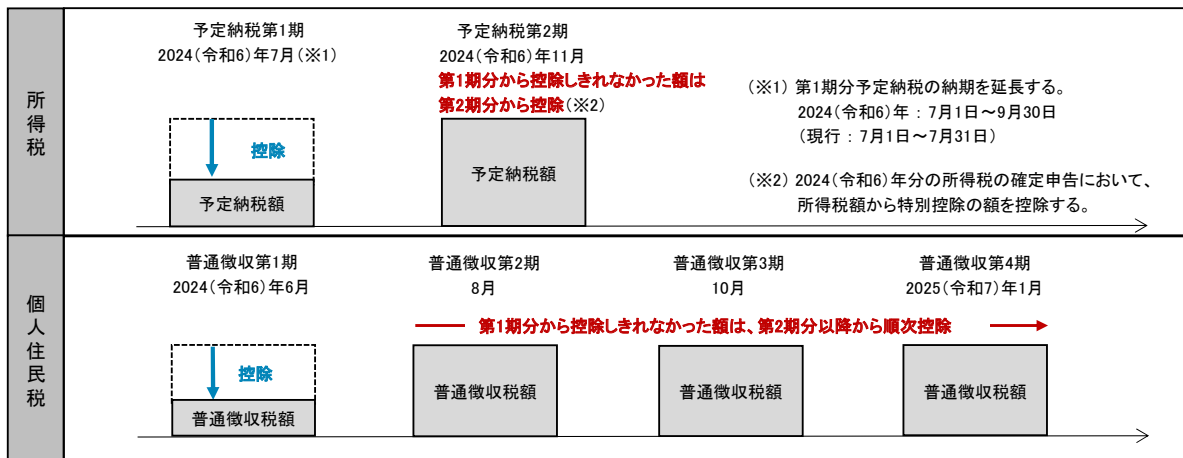 所得税
予定納税第1期
2024(令和6)年7月(※1)
控除
予定納税額
予定納税第2期
2024(令和6)年11月
第1期分から控除しきれなかった額は
第2期分から控除(※2)
予定納税額
(※1) 第1期分予定納税の納期を延長する。
2024(令和6)年 : 7月1日～9月30日
(現行 : 7月1日～7月31日)
(※2) 2024(令和6)年分の所得税の確定申告において、
所得税額から特別控除の額を控除する。
個人住民税
普通徴収第1期
2024(令和6)年6月
控除
普通徴収税額
普通徴収第2期
8月
普通徴収第3期
10月
普通徴収第4期
2025(令和7)年1月
第1期分から控除しきれなかった額は、第2期分以降から順次控除
普通徴収税額
普通徴収税額
普通徴収税額